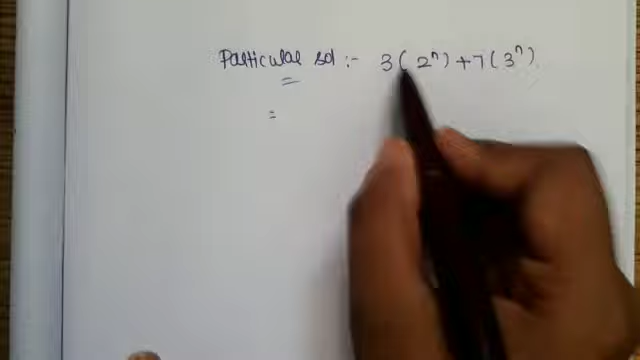 Particular sol :- 3(2ⁿ)+7(3ⁿ).
=